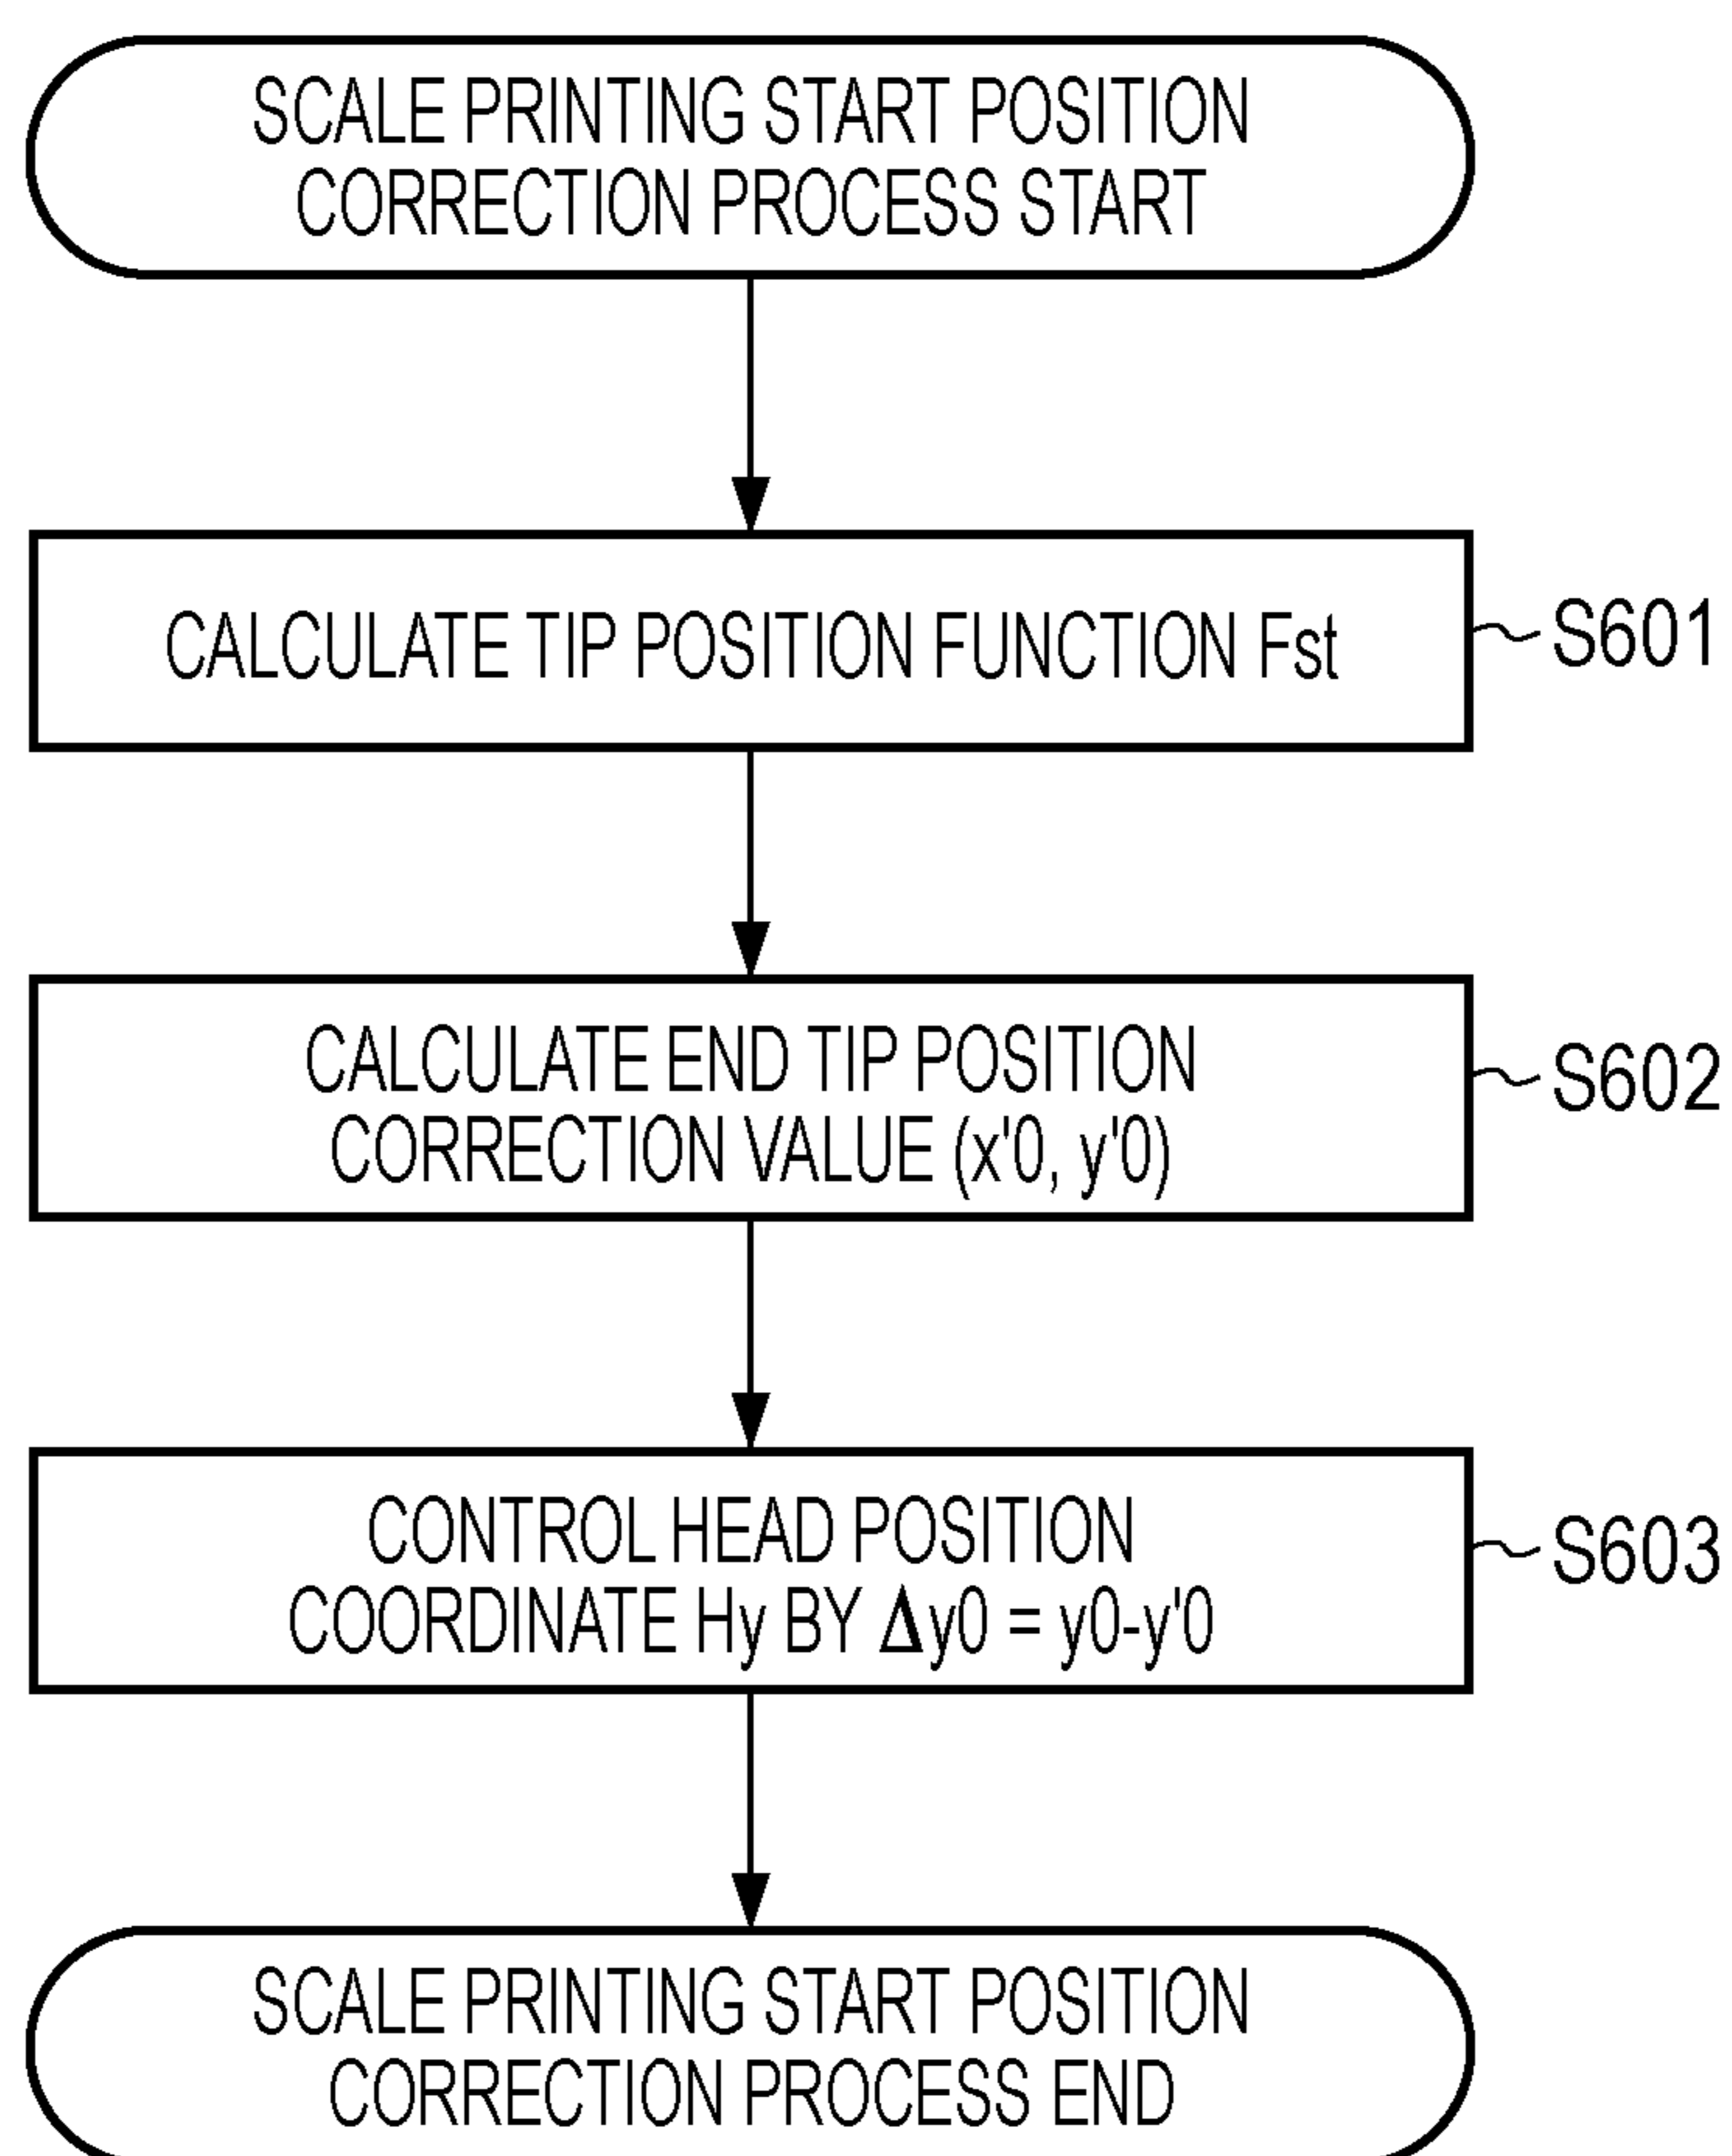 SCALE PRINTING START POSITION
CORRECTION PROCESS START
CALCULATE TIP POSITION FUNCTION Fst
S601
CALCULATE END TIP POSITION
CORRECTION VALUE (x'0, y'0)
S602
CONTROL HEAD POSITION
COORDINATE Hy BY Δy0 = y0-y'0
S603
SCALE PRINTING START POSITION
CORRECTION PROCESS END